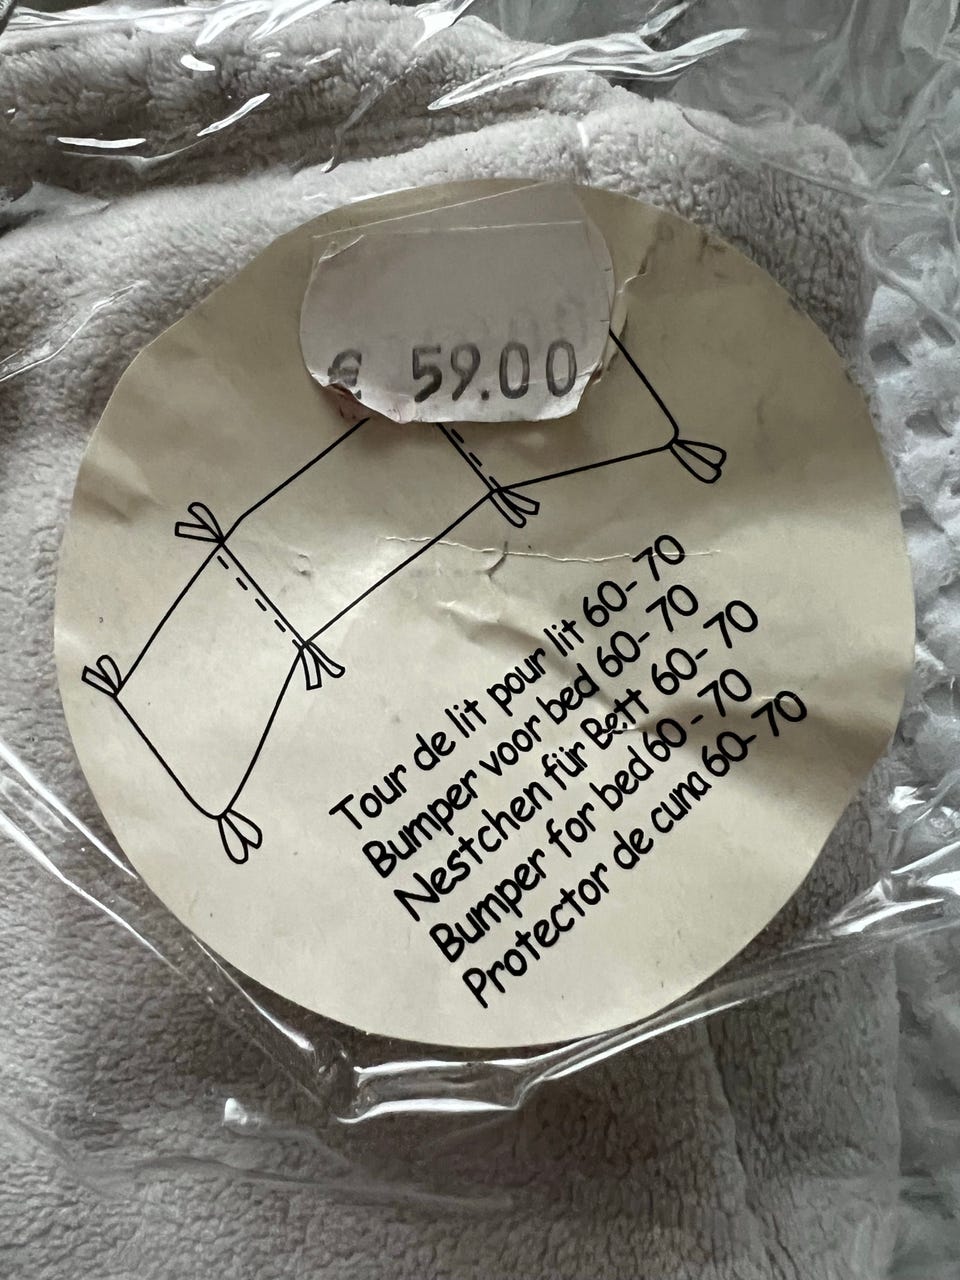 € 59.00
Tour de lit pour lit 60-70
Bumper voor bed 60-70
Nestchen für Bett 60-70
Bumper for bed 60-70
Protector de cuna 60-70